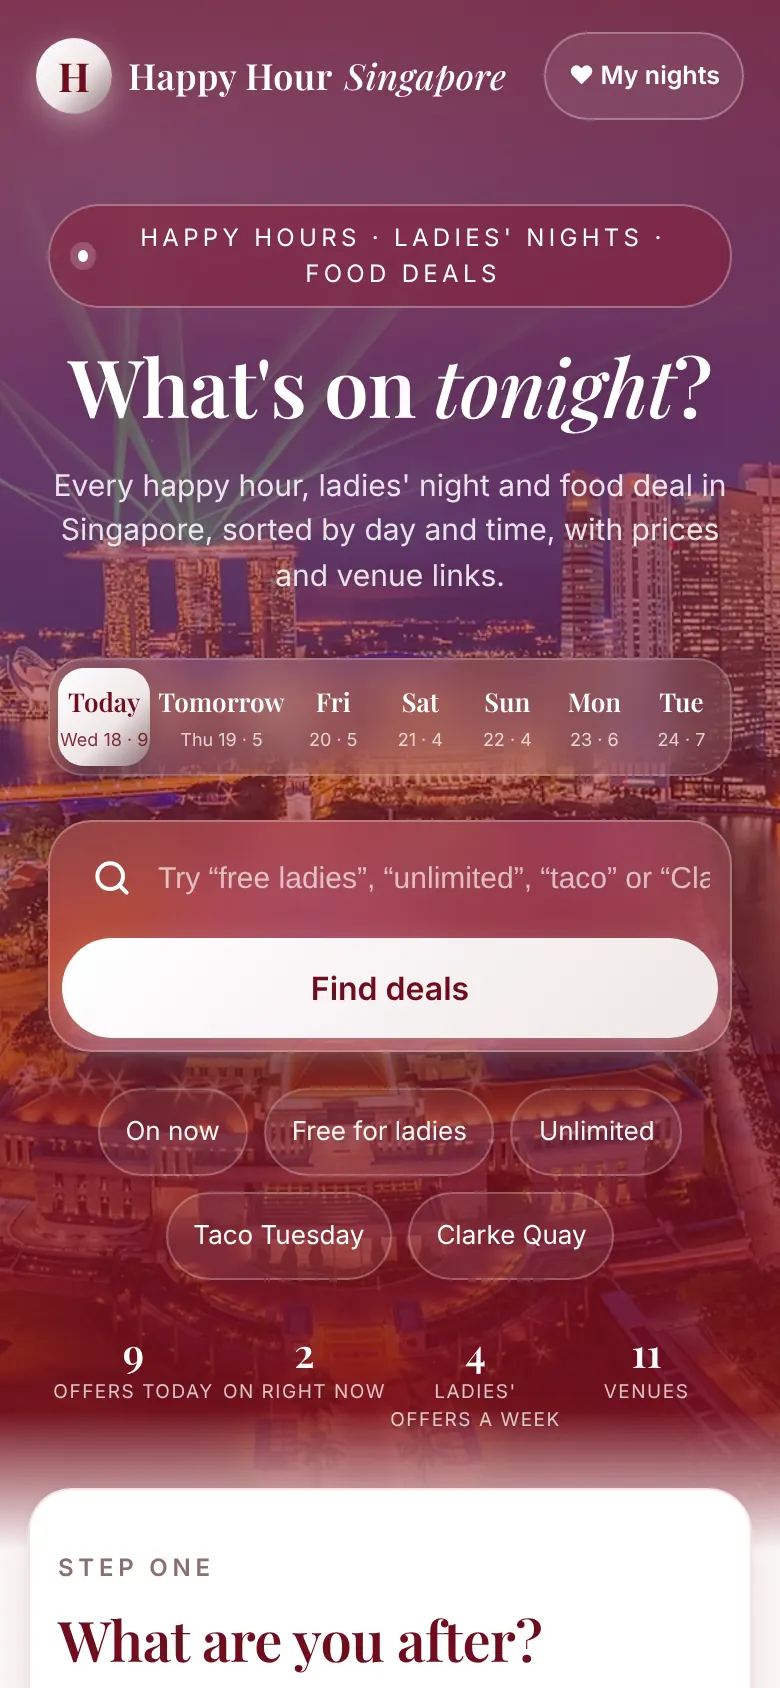 H Happy Hour Singapore ♥ My nights
HAPPY HOURS · LADIES' NIGHTS ·
FOOD DEALS
What's on tonight?
Every happy hour, ladies' night and food deal in
Singapore, sorted by day and time, with prices
and venue links.
Today Tomorrow Fri Sat Sun Mon Tue
Wed 18 · 9 Thu 19 · 5 20 · 5 21 · 4 22 · 4 23 · 6 24 · 7
Try “free ladies”, “unlimited”, “taco” or “Cla
Find deals
On now Free for ladies Unlimited
Taco Tuesday Clarke Quay
9 2 4 11
OFFERS TODAY ON RIGHT NOW LADIES' VENUES
OFFERS A WEEK
STEP ONE
What are you after?